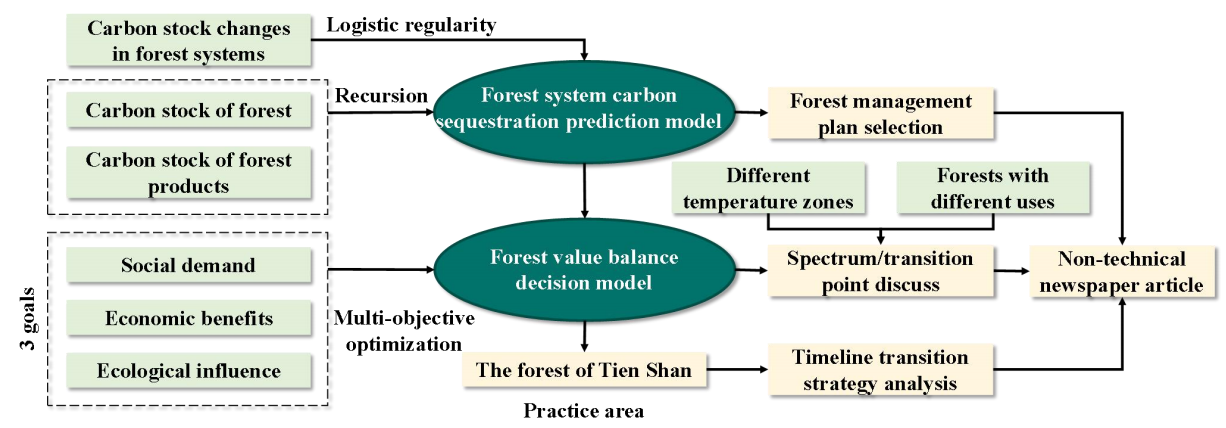 Carbon stock changes
in forest systems
Logistic regularity
Carbon stock of forest
Carbon stock of forest
products
Recursion
Forest system carbon
sequestration prediction model
Forest management
plan selection
Different
temperature zones
Forests with
different uses
3 goals
Social demand
Economic benefits
Ecological influence
Multi-objective
optimization
Forest value balance
decision model
Spectrum/transition
point discuss
Non-technical
newspaper article
The forest of Tien Shan
Practice area
Timeline transition
strategy analysis